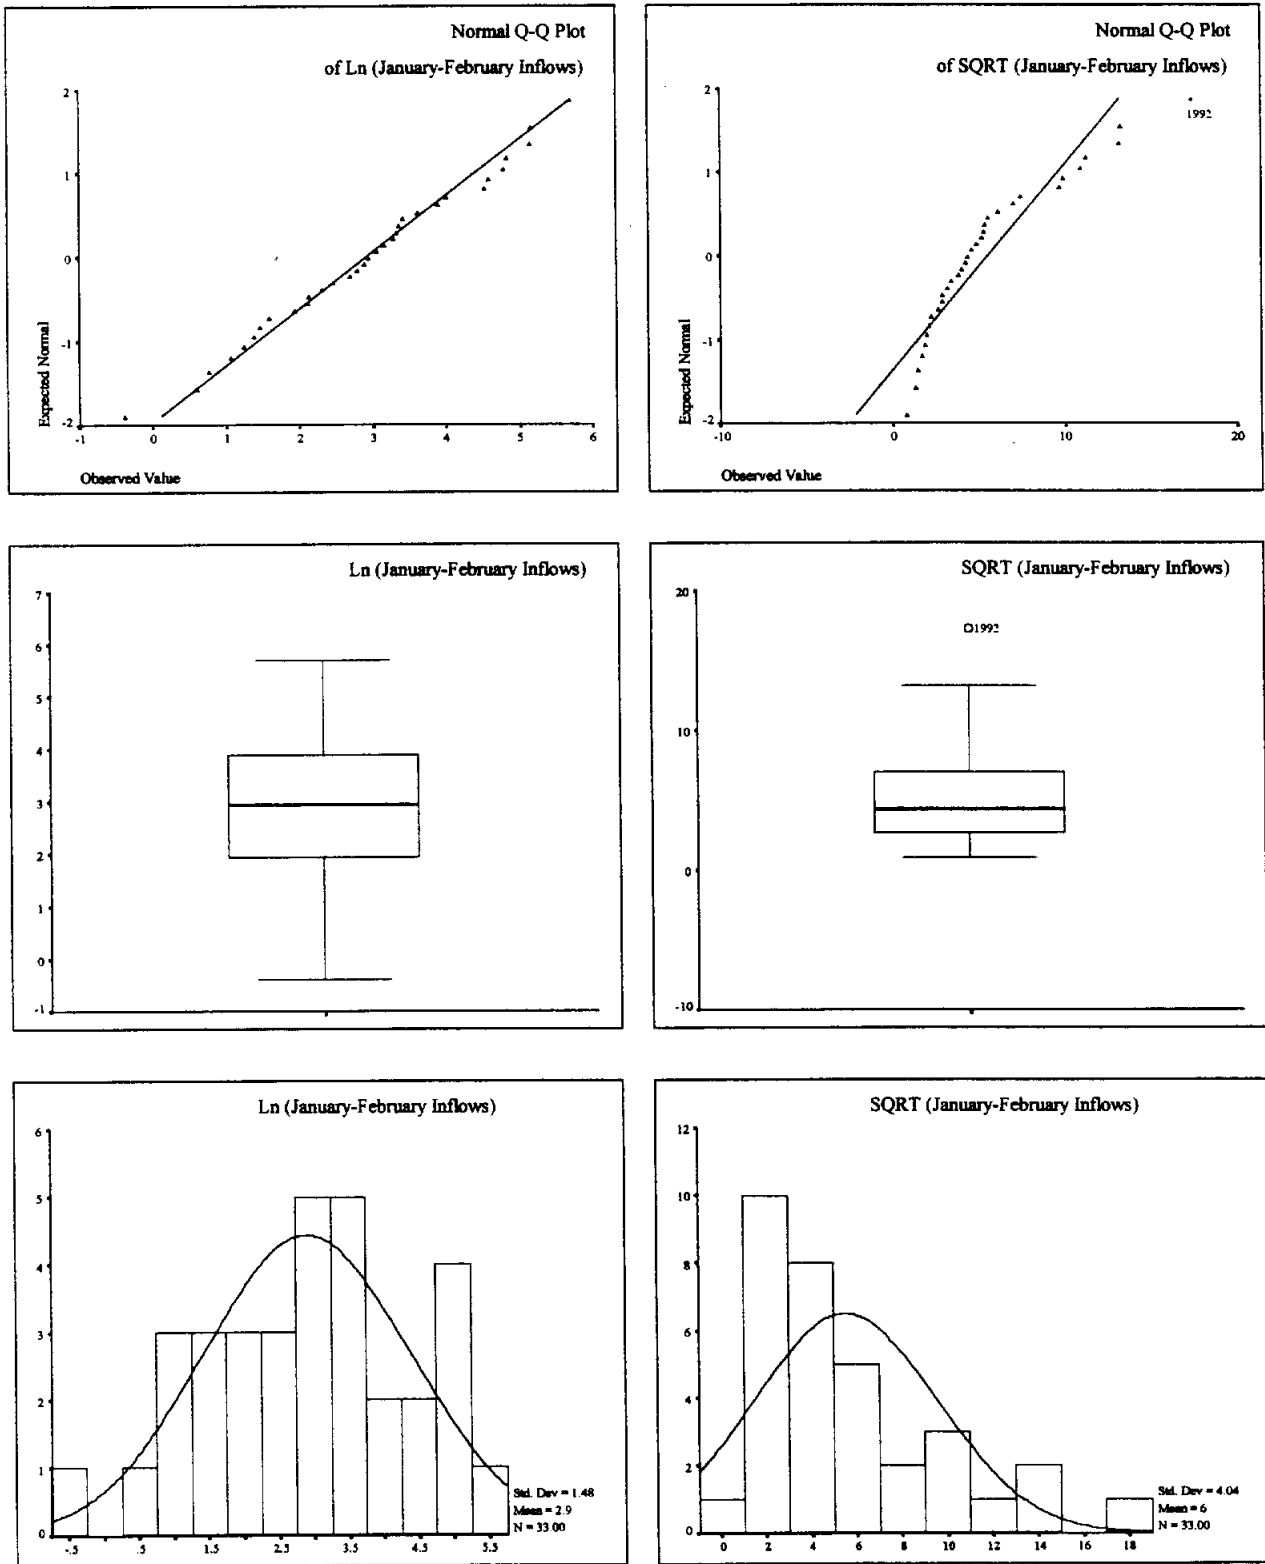 Normal Q-Q Plot
of Ln (January-February Inflows)
2
1
0
-1
-2
Expected Normal
-1 0 1 2 3 4 5 6
Observed Value
Normal Q-Q Plot
of SQRT (January-February Inflows)
2
1
0
-1
-2
1992
Expected Normal
-10 0 10 20
Observed Value
Ln (January-February Inflows)
7
6
5
4
3
2
1
0
-1
SQRT (January-February Inflows)
20
10
0
-10
1992
Ln (January-February Inflows)
6
5
4
3
2
1
0
Std. Dev = 1.48
Mean = 2.9
N = 33.00
-.5 .5 1.5 2.5 3.5 4.5 5.5
SQRT (January-February Inflows)
12
10
8
6
4
2
0
Std. Dev = 4.04
Mean = 6
N = 33.00
0 2 4 6 8 10 12 14 16 18